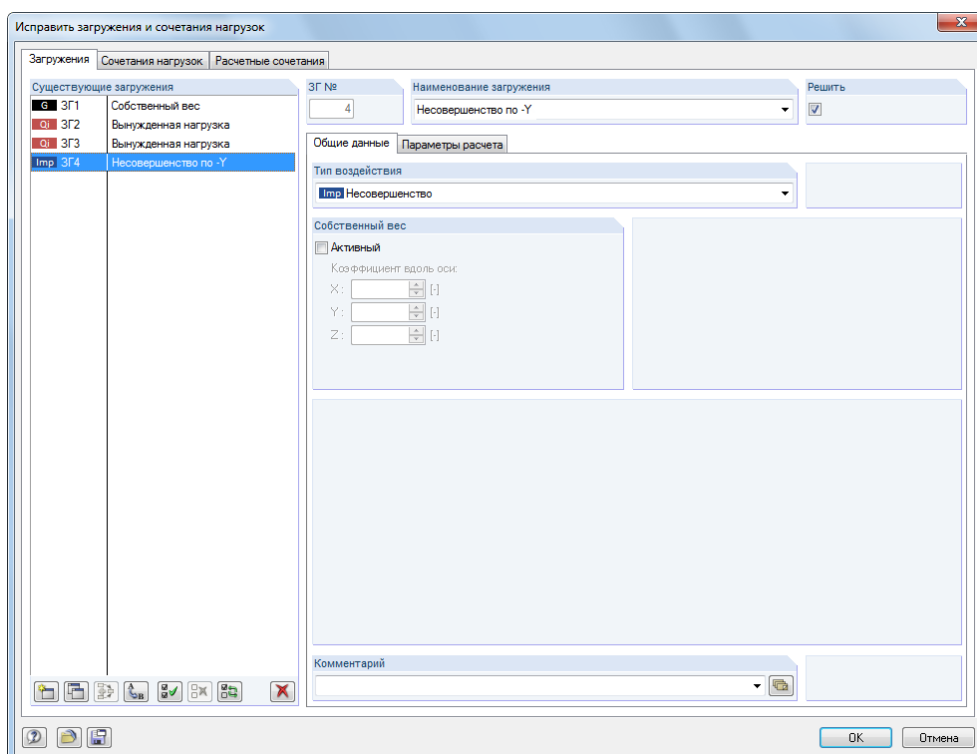 Исправить загружения и сочетания нагрузок
Загружения Сочетания нагрузок Расчетные сочетания
Существующие загружения
G ЗГ1 Собственный вес
Qi ЗГ2 Вынужденная нагрузка
Qi ЗГ3 Вынужденная нагрузка
Imp ЗГ4 Несовершенство по -Y
ЗГ №
4
Наименование загружения
Несовершенство по -Y
Решить
Общие данные Параметры расчета
Тип воздействия
Imp Несовершенство
Собственный вес
Активный
Коэффициент вдоль оси:
X: [-]
Y: [-]
Z: [-]
Комментарий
OK Отмена